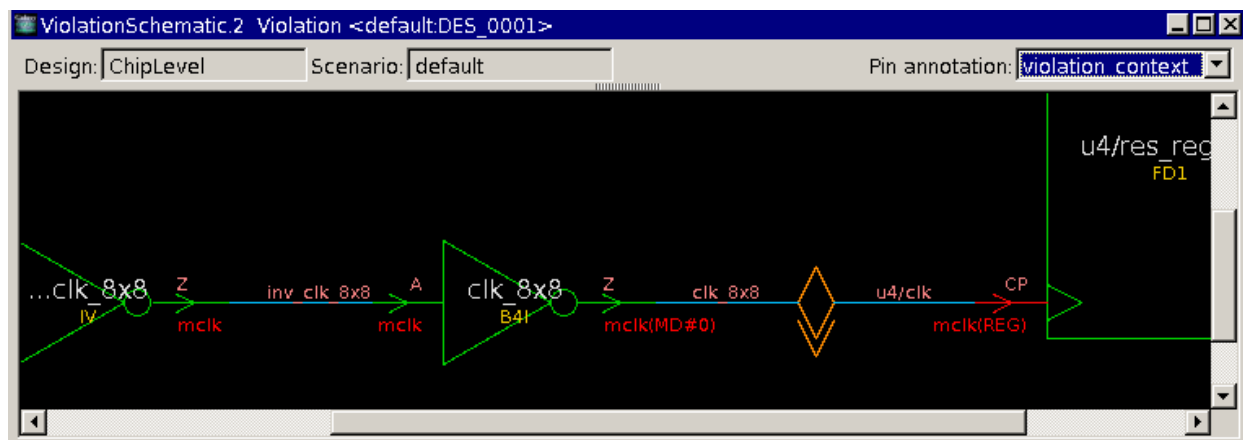 ViolationSchematic.2 Violation <default:DES_0001>
Design: ChipLevel Scenario: default Pin annotation: violation_context
u4/res_reg
FD1
...clk_8x8 Z inv_clk_8x8 A clk_8x8 Z clk_8x8 u4/clk CP
IV B4I
mclk mclk mclk(MD#0) mclk(REG)